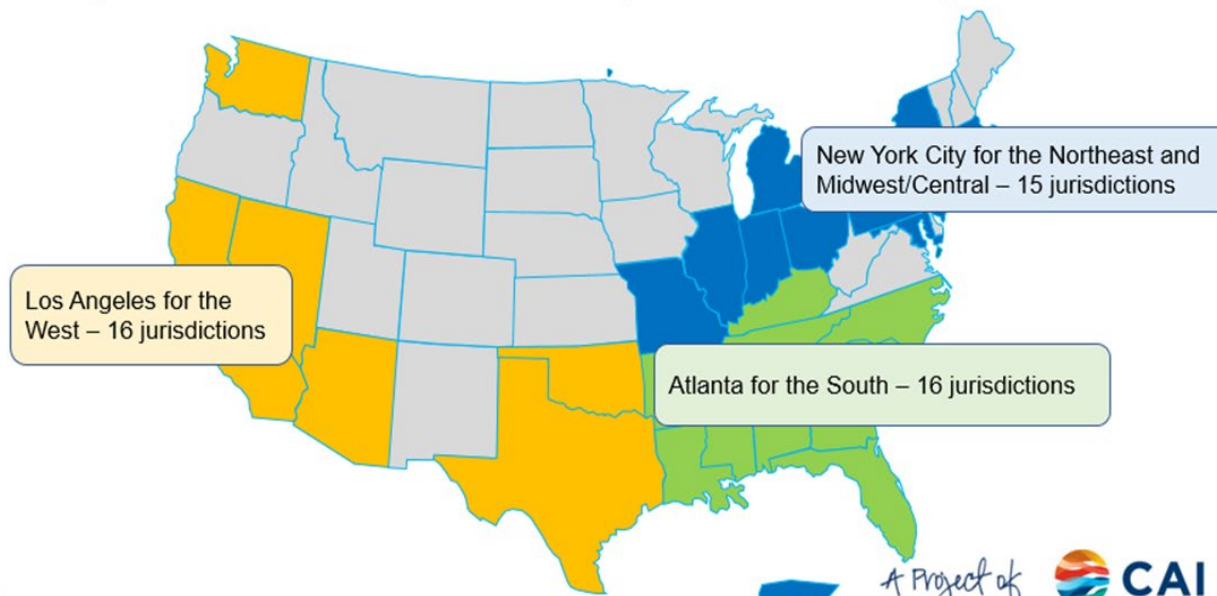 New York City for the Northeast and
Midwest/Central – 15 jurisdictions
Los Angeles for the
West – 16 jurisdictions
Atlanta for the South – 16 jurisdictions
A Project of
CAI